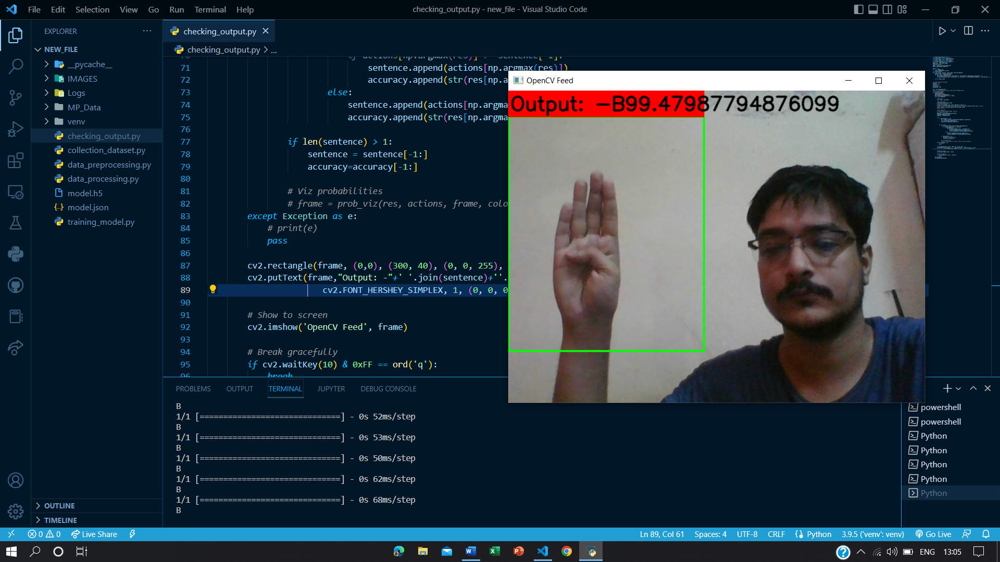 File Edit Selection View Go Run Terminal Help
checking_output.py - new_file - Visual Studio Code
EXPLORER
NEW_FILE
__pycache__
IMAGES
Logs
MP_Data
venv
checking_output.py
collection_dataset.py
data_preprocessing.py
data_processing.py
model.h5
model.json
training_model.py
OUTLINE
TIMELINE
checking_output.py
checking_output.py > ...
71 sentence.append(actions[np.argmax(res)])
72 accuracy.append(str(res[np.a
73 else:
74 sentence.append(actions[np.argma
75 accuracy.append(str(res[np.argma
76
77 if len(sentence) > 1:
78 sentence = sentence[-1:]
79 accuracy=accuracy[-1:]
80
81 # Viz probabilities
82 # frame = prob_viz(res, actions, frame, colo
83 except Exception as e:
84 # print(e)
85 pass
86
87 cv2.rectangle(frame, (0,0), (300, 40), (0, 0, 255),
88 cv2.putText(frame,"Output: -"+' '.join(sentence)+''.
89 cv2.FONT_HERSHEY_SIMPLEX, 1, (0, 0, 0
90
91 # Show to screen
92 cv2.imshow('OpenCV Feed', frame)
93
94 # Break gracefully
95 if cv2.waitKey(10) & 0xFF == ord('q'):
96 break
OpenCV Feed
Output: -B99.47987794876099
PROBLEMS OUTPUT TERMINAL JUPYTER DEBUG CONSOLE
B
1/1 [==============================] - 0s 52ms/step
B
1/1 [==============================] - 0s 53ms/step
B
1/1 [==============================] - 0s 50ms/step
B
1/1 [==============================] - 0s 62ms/step
B
1/1 [==============================] - 0s 68ms/step
B
powershell
powershell
Python
Python
Python
Python
Python
0 0 Live Share
Ln 89, Col 61 Spaces: 4 UTF-8 CRLF Python 3.9.5 ('venv': venv) Go Live
ENG 13:05